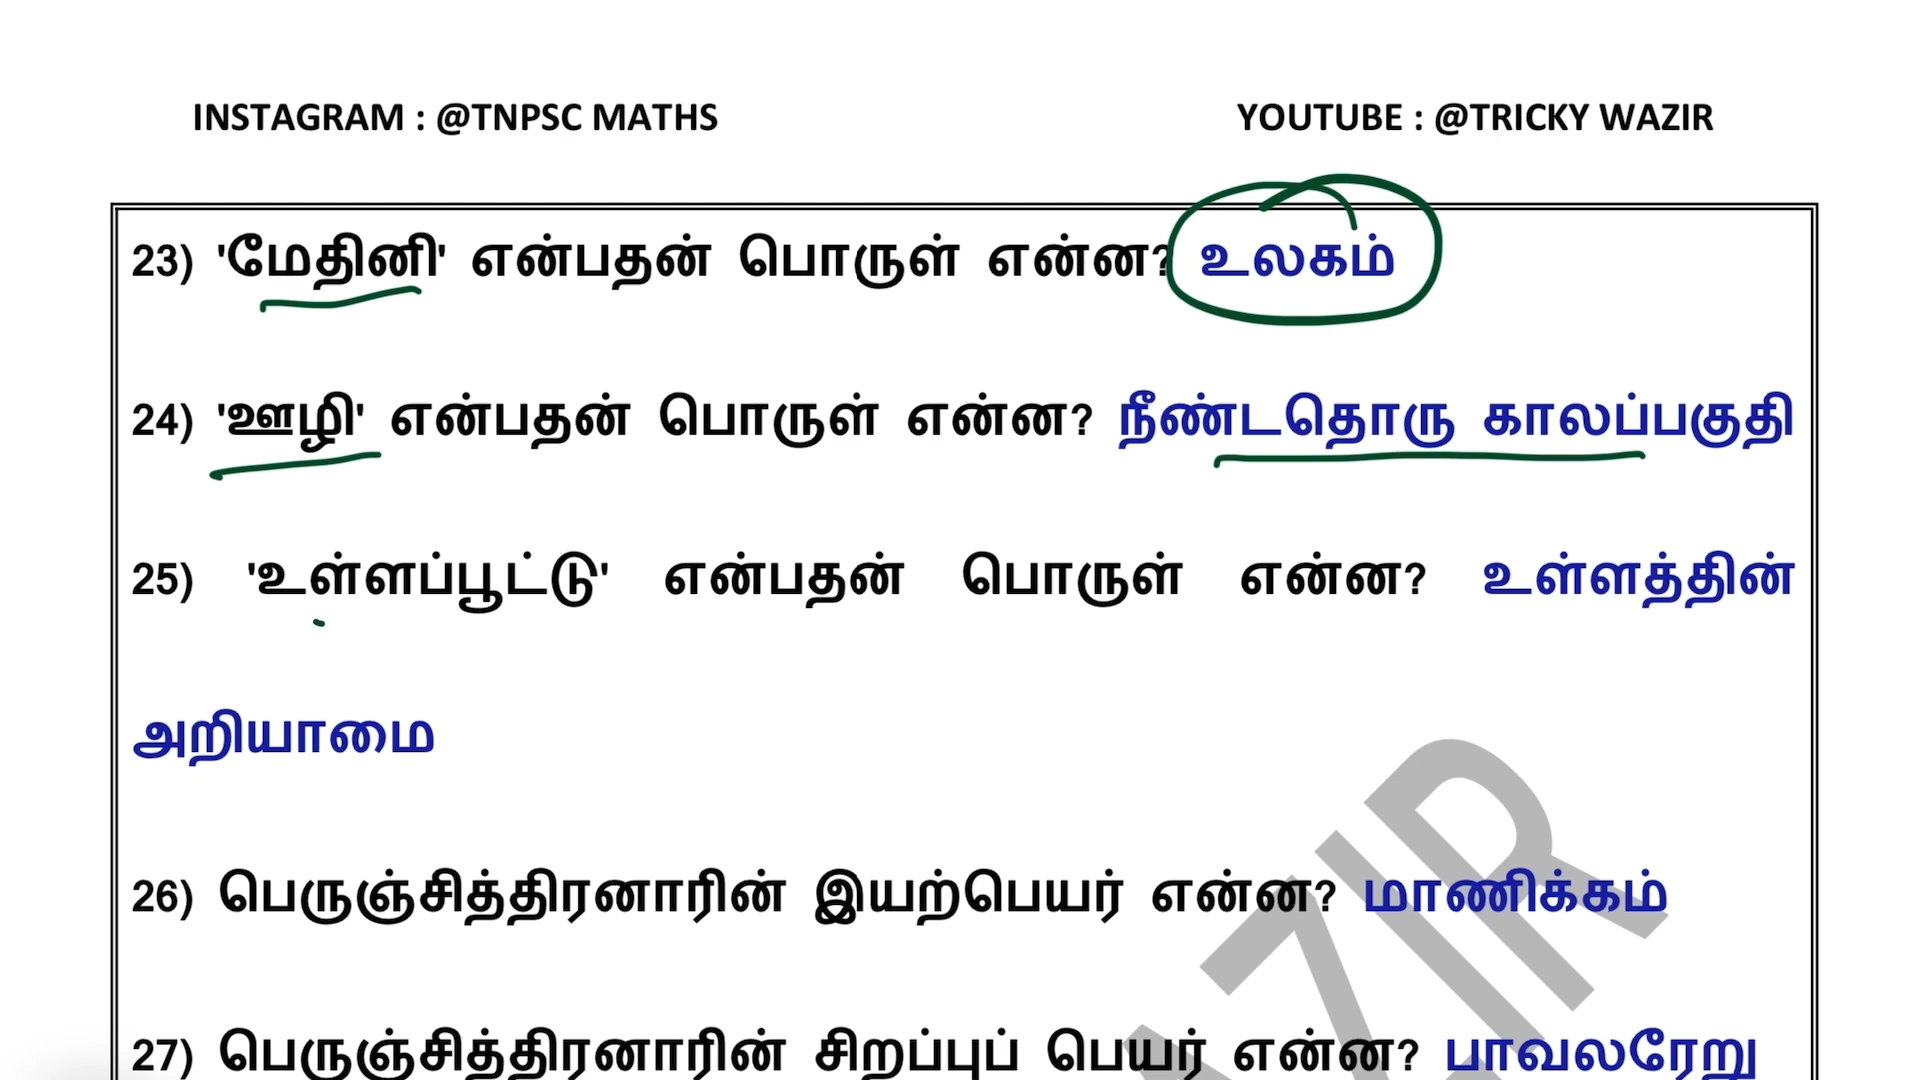 INSTAGRAM : @TNPSC MATHS YOUTUBE : @TRICKY WAZIR
23) 'மேதினி' என்பதன் பொருள் என்ன? உலகம்
24) 'ஊழி' என்பதன் பொருள் என்ன? நீண்டதொரு காலப்பகுதி
25) 'உள்ளப்பூட்டு' என்பதன் பொருள் என்ன? உள்ளத்தின்
அறியாமை
26) பெருஞ்சித்திரனாரின் இயற்பெயர் என்ன? மாணிக்கம்
27) பெருஞ்சித்திரனாரின் சிறப்புப் பெயர் என்ன? பாவலரேறு